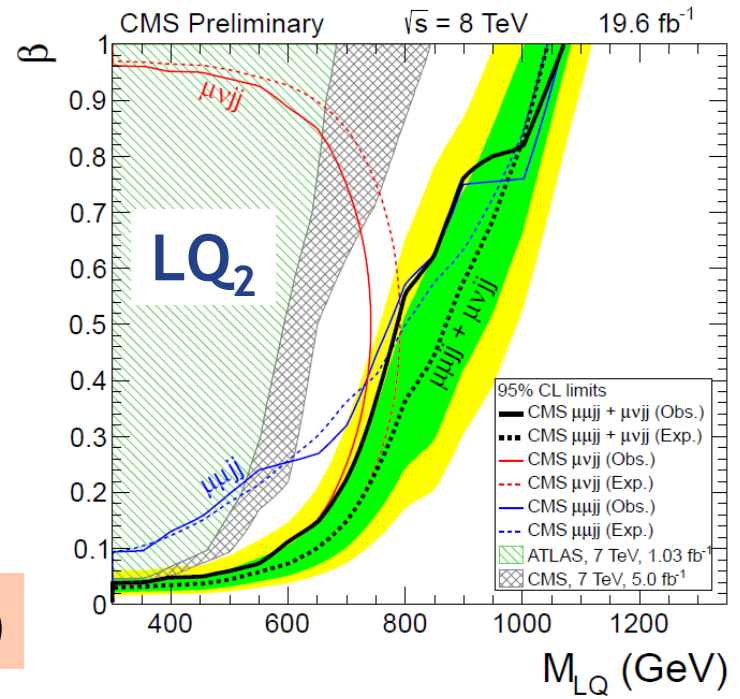 CMS Preliminary √s = 8 TeV 19.6 fb⁻¹
β
1
0.9
0.8
0.7
0.6
0.5
0.4
0.3
0.2
0.1
0
μνjj
LQ₂
μμjj + μνjj
μμjj
95% CL limits
CMS μμjj + μνjj (Obs.)
CMS μμjj + μνjj (Exp.)
CMS μνjj (Obs.)
CMS μνjj (Exp.)
CMS μμjj (Obs.)
CMS μμjj (Exp.)
ATLAS, 7 TeV, 1.03 fb⁻¹
CMS, 7 TeV, 5.0 fb⁻¹
)
400 600 800 1000 1200
M_LQ (GeV)